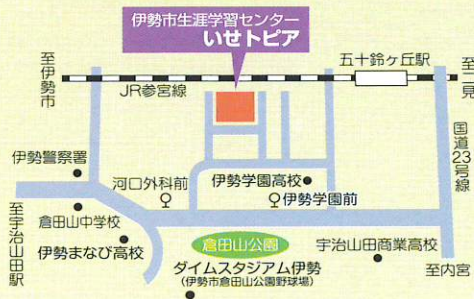 伊勢市生涯学習センター
いせトピア
五十鈴ヶ丘駅
至伊勢市
至二見
JR参宮線
国道23号線
伊勢警察署
河口外科前
伊勢学園高校
伊勢学園前
倉田山中学校
至宇治山田駅
伊勢まなび高校
倉田山公園
宇治山田商業高校
ダイムスタジアム伊勢
(伊勢市倉田山公園野球場)
至内宮